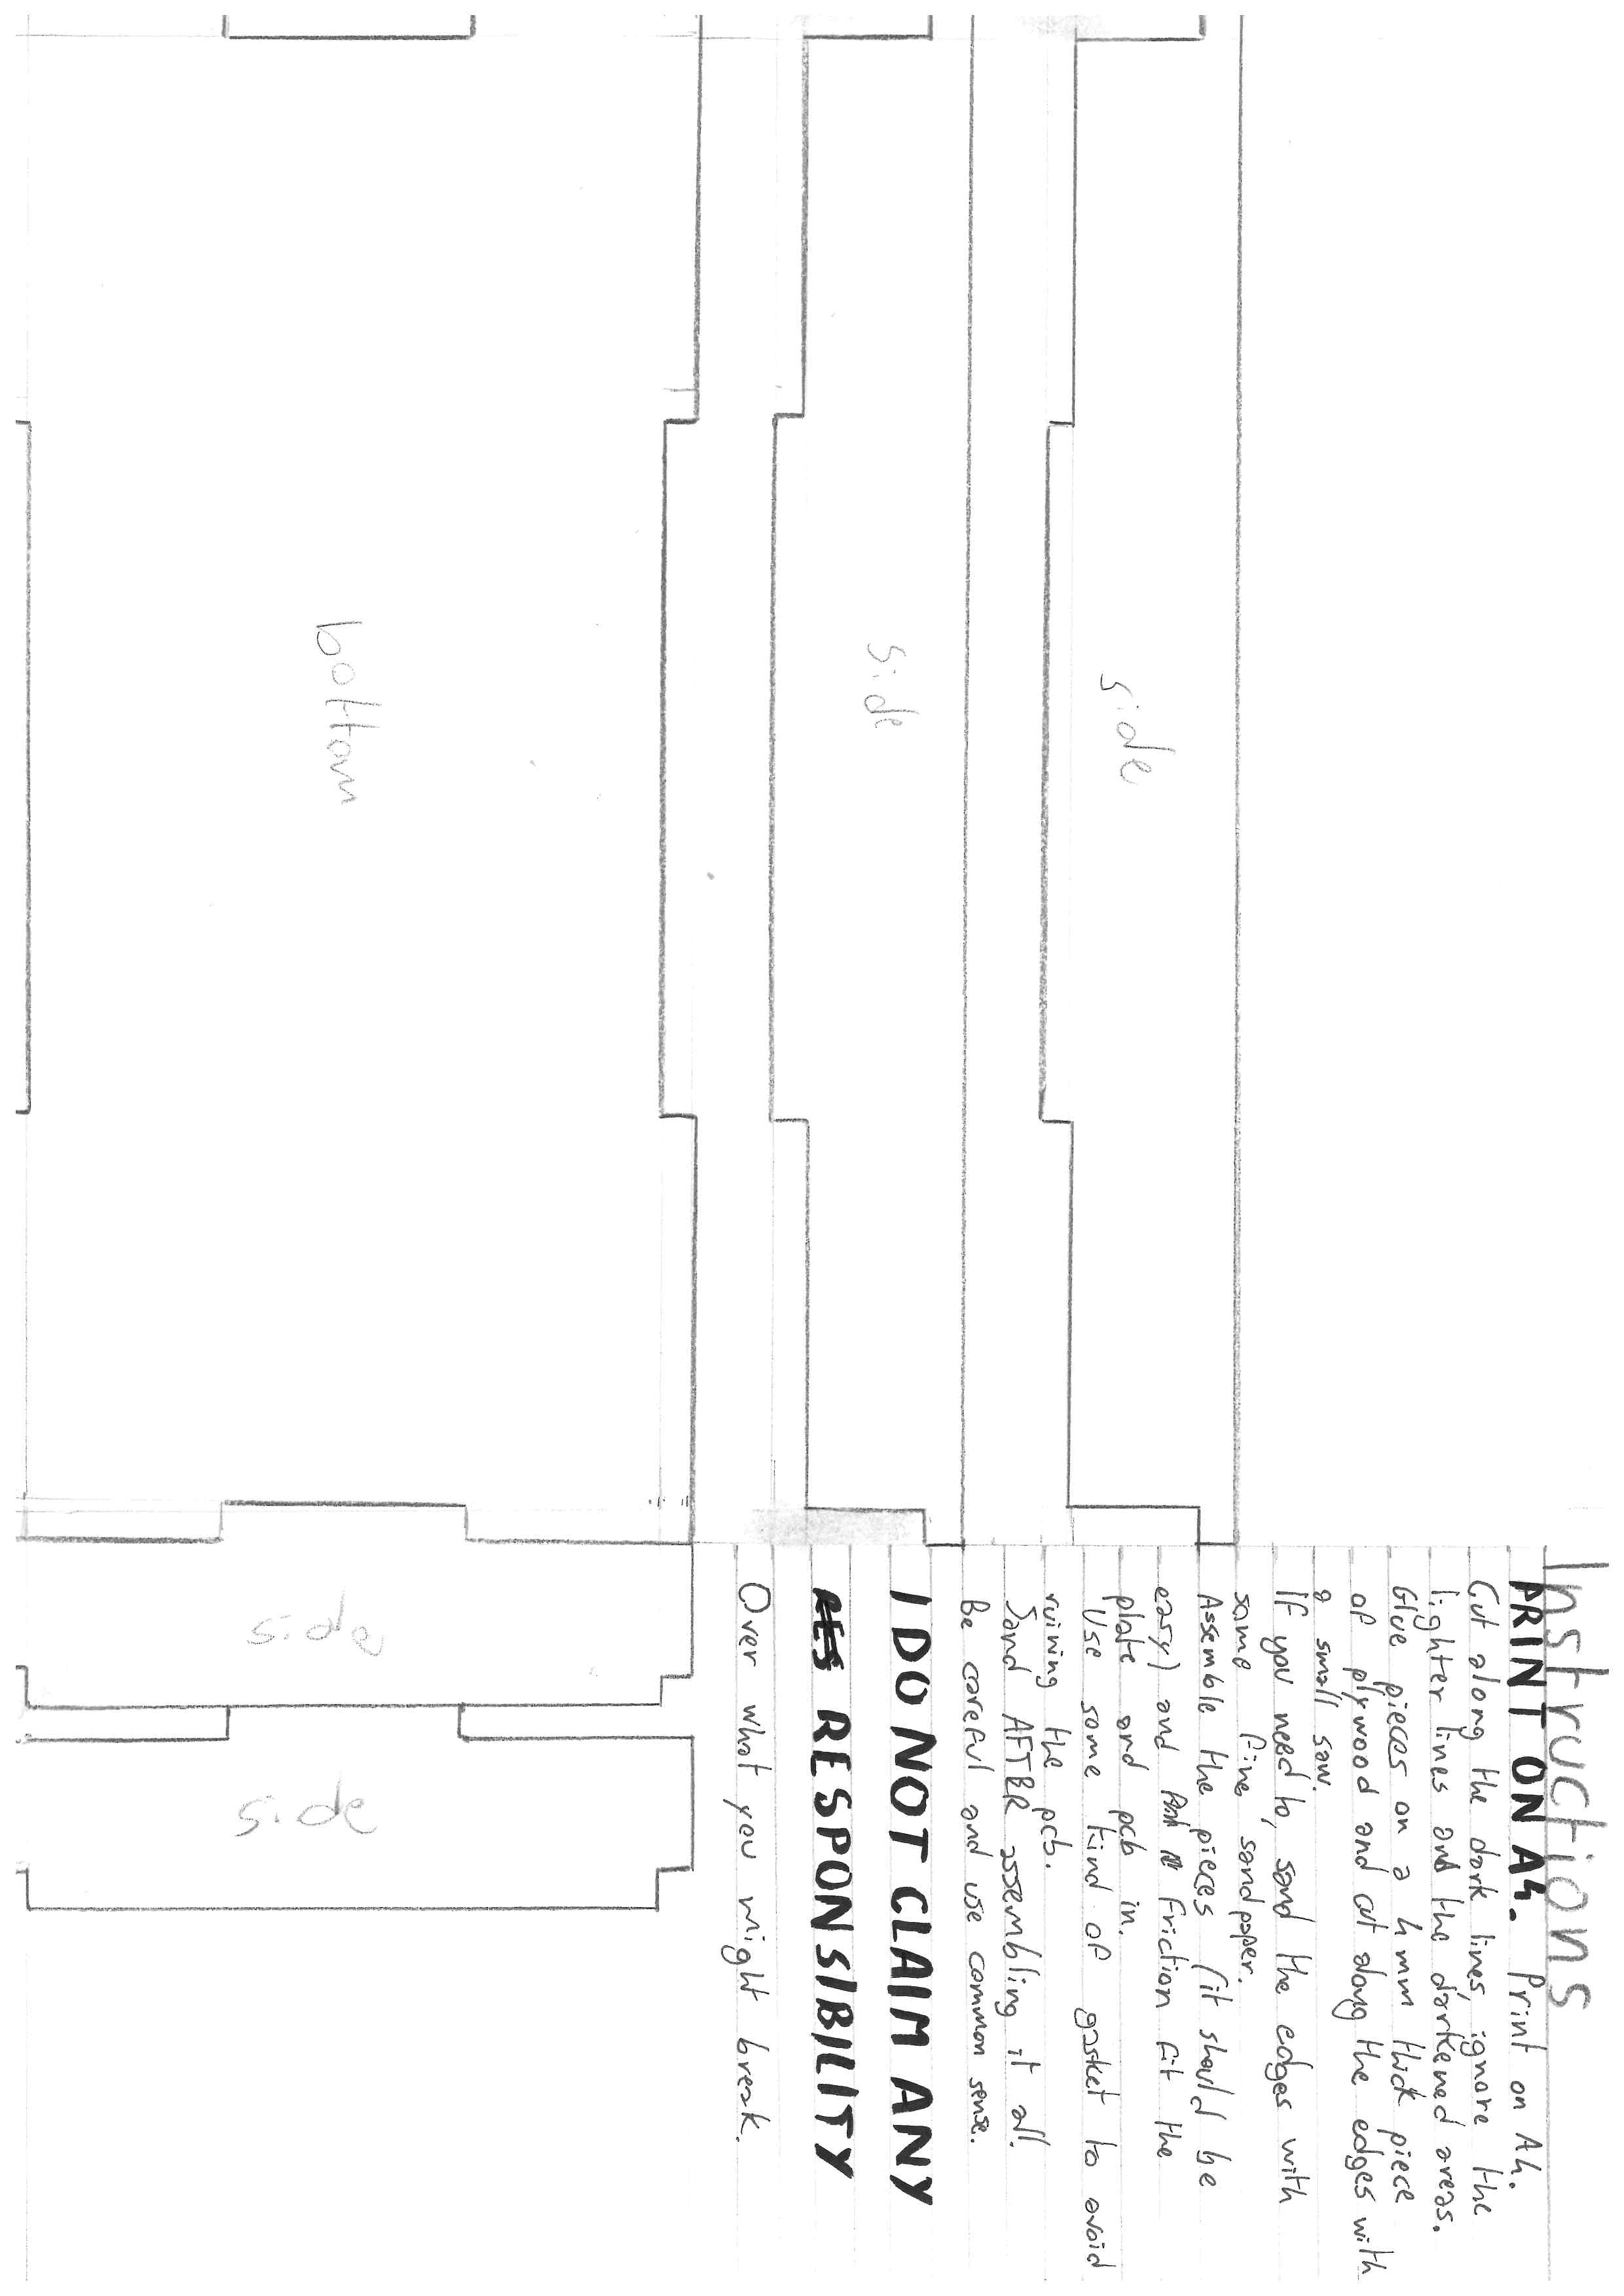 Instructions
PRINT ON A4. Print on A4.
Cut along the dark lines, ignore the
lighter lines and the darkened areas.
Glue pieces on a 4 mm thick piece
of plywood and cut along the edges with
a small saw.
If you need to, sand the edges with
some fine sandpaper.
Assemble the pieces (it should be
easy) and Friction fit the
plate and pcb in.
Use some kind of gasket to avoid
ruining the pcb.
Sand AFTER assembling it all.
Be careful and use common sense.
I DO NOT CLAIM ANY
RES RESPONSIBILITY
Over what you might break.
side
side
bottom
side
side